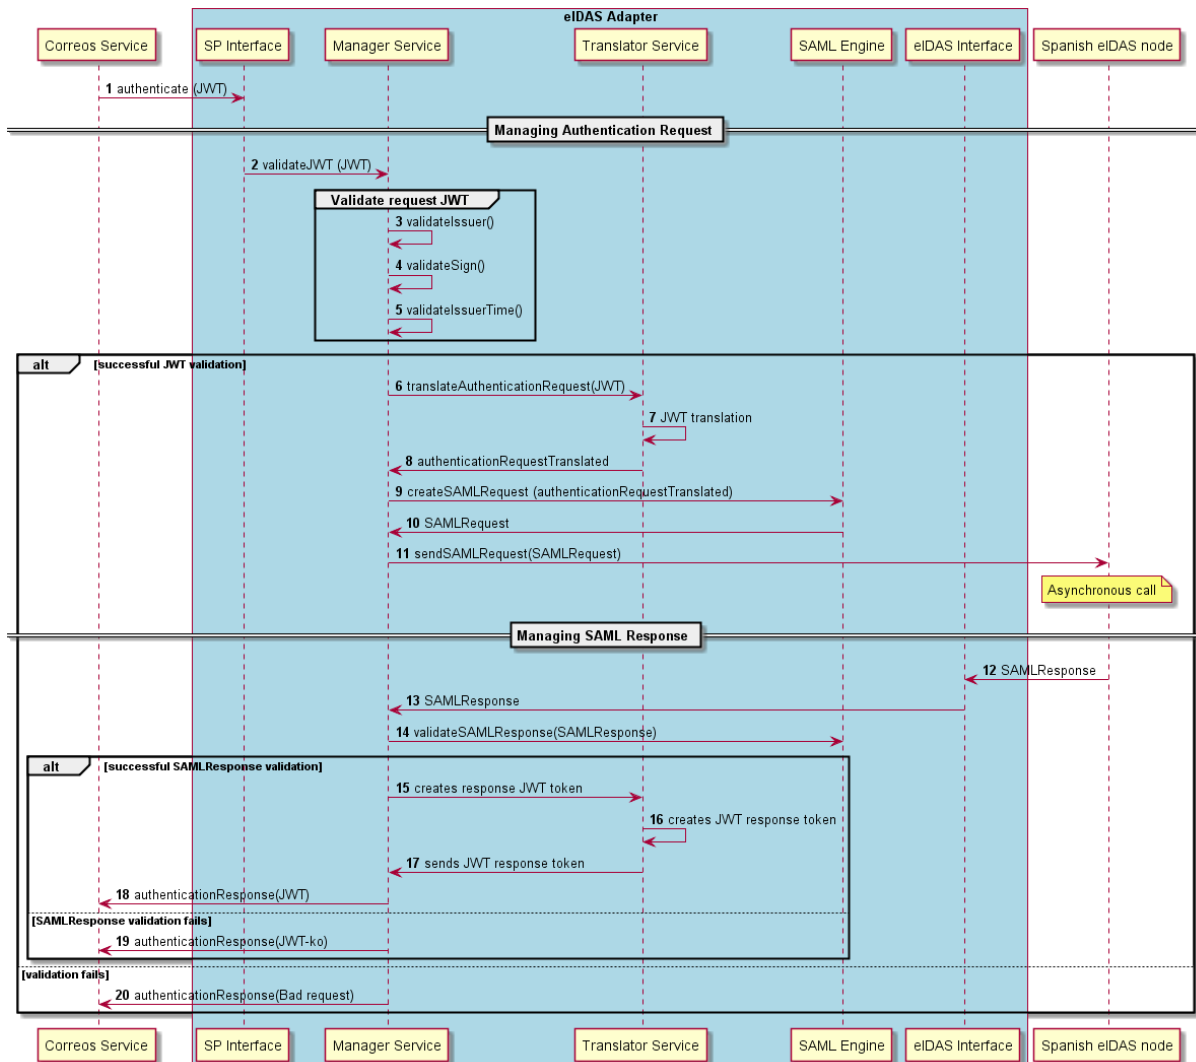 eIDAS Adapter
Correos Service
SP Interface
Manager Service
Translator Service
SAML Engine
eIDAS Interface
Spanish eIDAS node
1 authenticate (JWT)
Managing Authentication Request
2 validateJWT (JWT)
Validate request JWT
3 validateIssuer()
4 validateSign()
5 validateIssuerTime()
alt [successful JWT validation]
6 translateAuthenticationRequest(JWT)
7 JWT translation
8 authenticationRequestTranslated
9 createSAMLRequest (authenticationRequestTranslated)
10 SAMLRequest
11 sendSAMLRequest(SAMLRequest)
Asynchronous call
Managing SAML Response
12 SAMLResponse
13 SAMLResponse
14 validateSAMLResponse(SAMLResponse)
alt [successful SAMLResponse validation]
15 creates response JWT token
16 creates JWT response token
17 sends JWT response token
18 authenticationResponse(JWT)
[SAMLResponse validation fails]
19 authenticationResponse(JWT-ko)
[validation fails]
20 authenticationResponse(Bad request)
Correos Service
SP Interface
Manager Service
Translator Service
SAML Engine
eIDAS Interface
Spanish eIDAS node